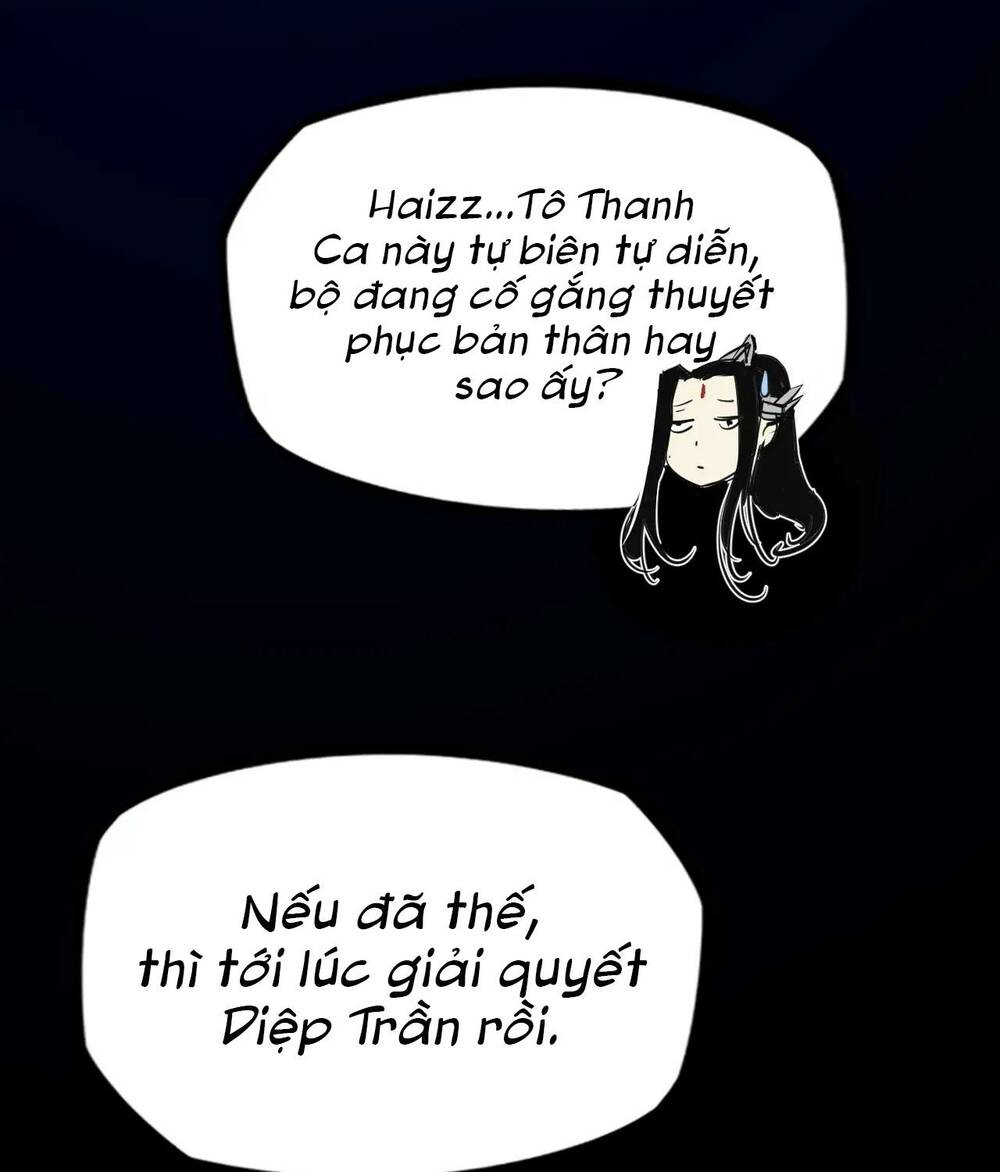 Haizz...Tô Thanh
Ca này tự biên tự diễn,
bộ đang cố gắng thuyết
phục bản thân hay
sao ấy?
Nếu đã thế,
thì tới lúc giải quyết
Diệp Trần rồi.